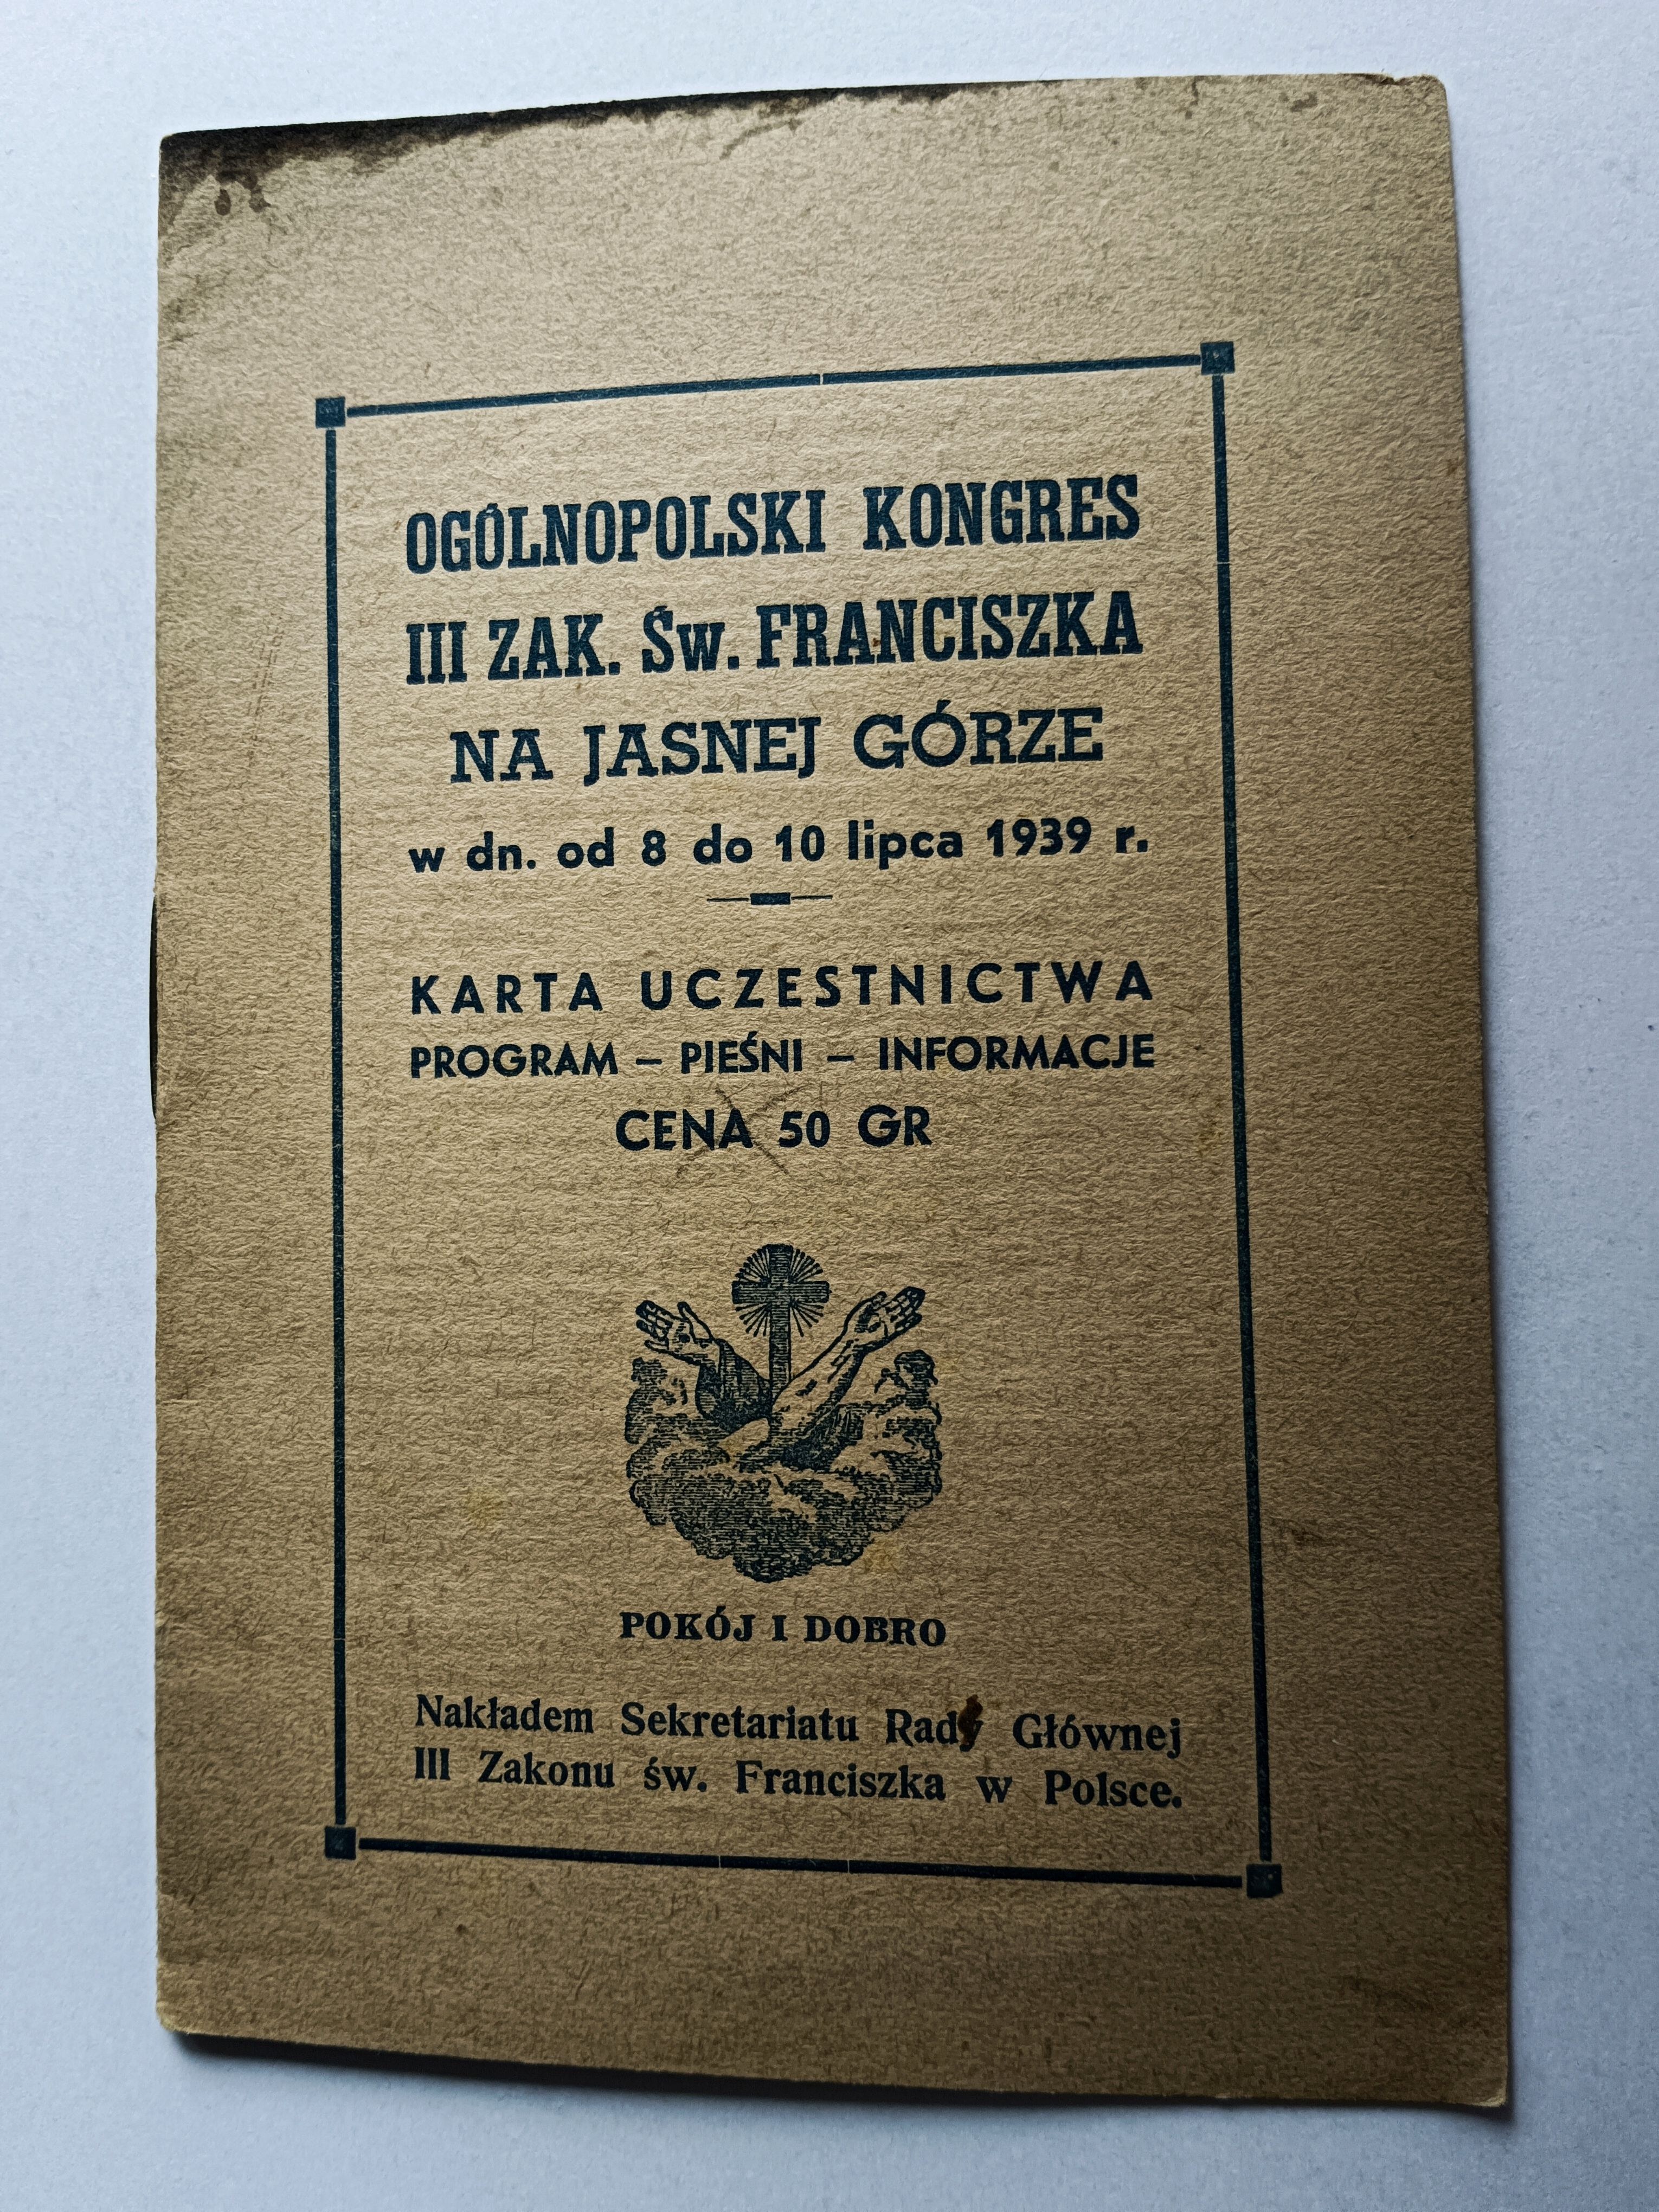 OGÓLNOPOLSKI KONGRES
III ZAK. Św. FRANCISZKA
NA JASNEJ GÓRZE
w dn. od 8 do 10 lipca 1939 r.
KARTA UCZESTNICTWA
PROGRAM – PIEŚNI – INFORMACJE
CENA 50 GR
POKÓJ I DOBRO
Nakładem Sekretariatu Rady Głównej
III Zakonu św. Franciszka w Polsce.